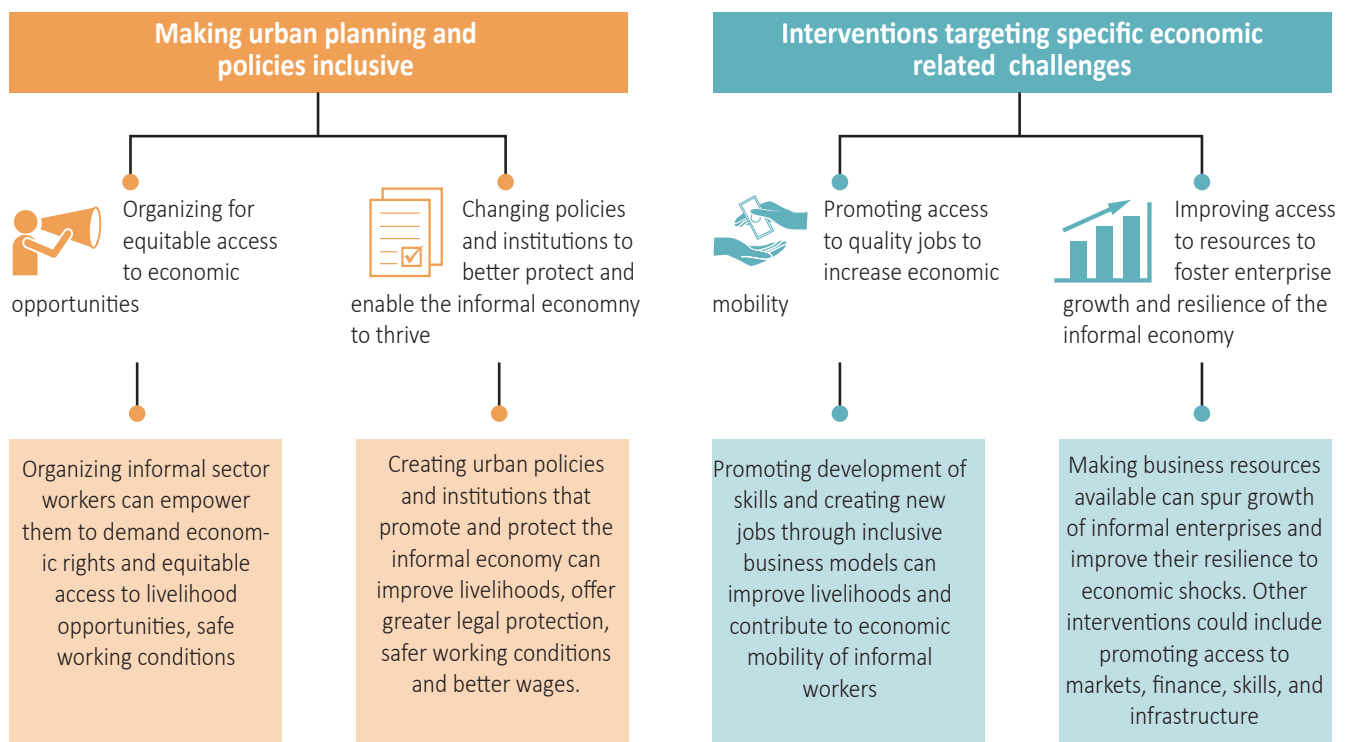 Making urban planning and
policies inclusive
Organizing for
equitable access
to economic
opportunities
Changing policies
and institutions to
better protect and
enable the informal economny
to thrive
Organizing informal sector
workers can empower
them to demand econom-
ic rights and equitable
access to livelihood
opportunities, safe
working conditions
Creating urban policies
and institutions that
promote and protect the
informal economy can
improve livelihoods, offer
greater legal protection,
safer working conditions
and better wages.
Interventions targeting specific economic
related challenges
Promoting access
to quality jobs to
increase economic
mobility
Improving access
to resources to
foster enterprise
growth and resilience of the
informal economy
Promoting development of
skills and creating new
jobs through inclusive
business models can
improve livelihoods and
contribute to economic
mobility of informal
workers
Making business resources
available can spur growth
of informal enterprises and
improve their resilience to
economic shocks. Other
interventions could include
promoting access to
markets, finance, skills, and
infrastructure